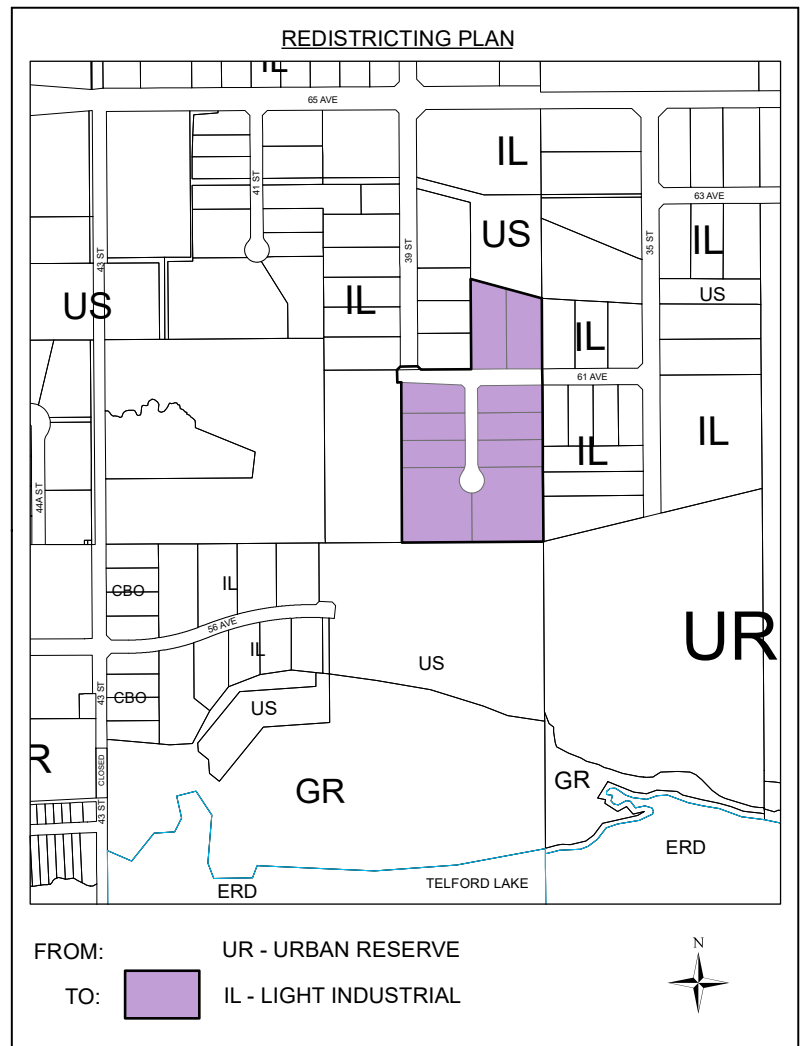 REDISTRICTING PLAN
IL
65 AVE
41 ST
39 ST
IL
63 AVE
35 ST
43 ST
US
IL
US
IL
US
IL
61 AVE
IL
IL
44A ST
CBO
IL
56 AVE
IL
US
UR
43 ST
CBO
US
R
CLOSED
GR
GR
43 ST
ERD
ERD
TELFORD LAKE
FROM: UR - URBAN RESERVE
TO: IL - LIGHT INDUSTRIAL
N